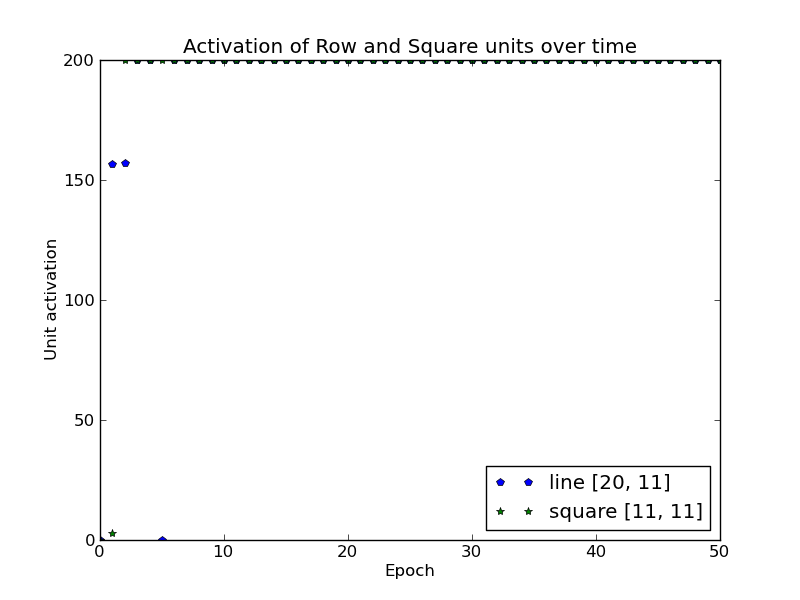 Activation of Row and Square units over time
200
150
100
50
0
Unit activation
line [20, 11]
square [11, 11]
0 10 20 30 40 50
Epoch